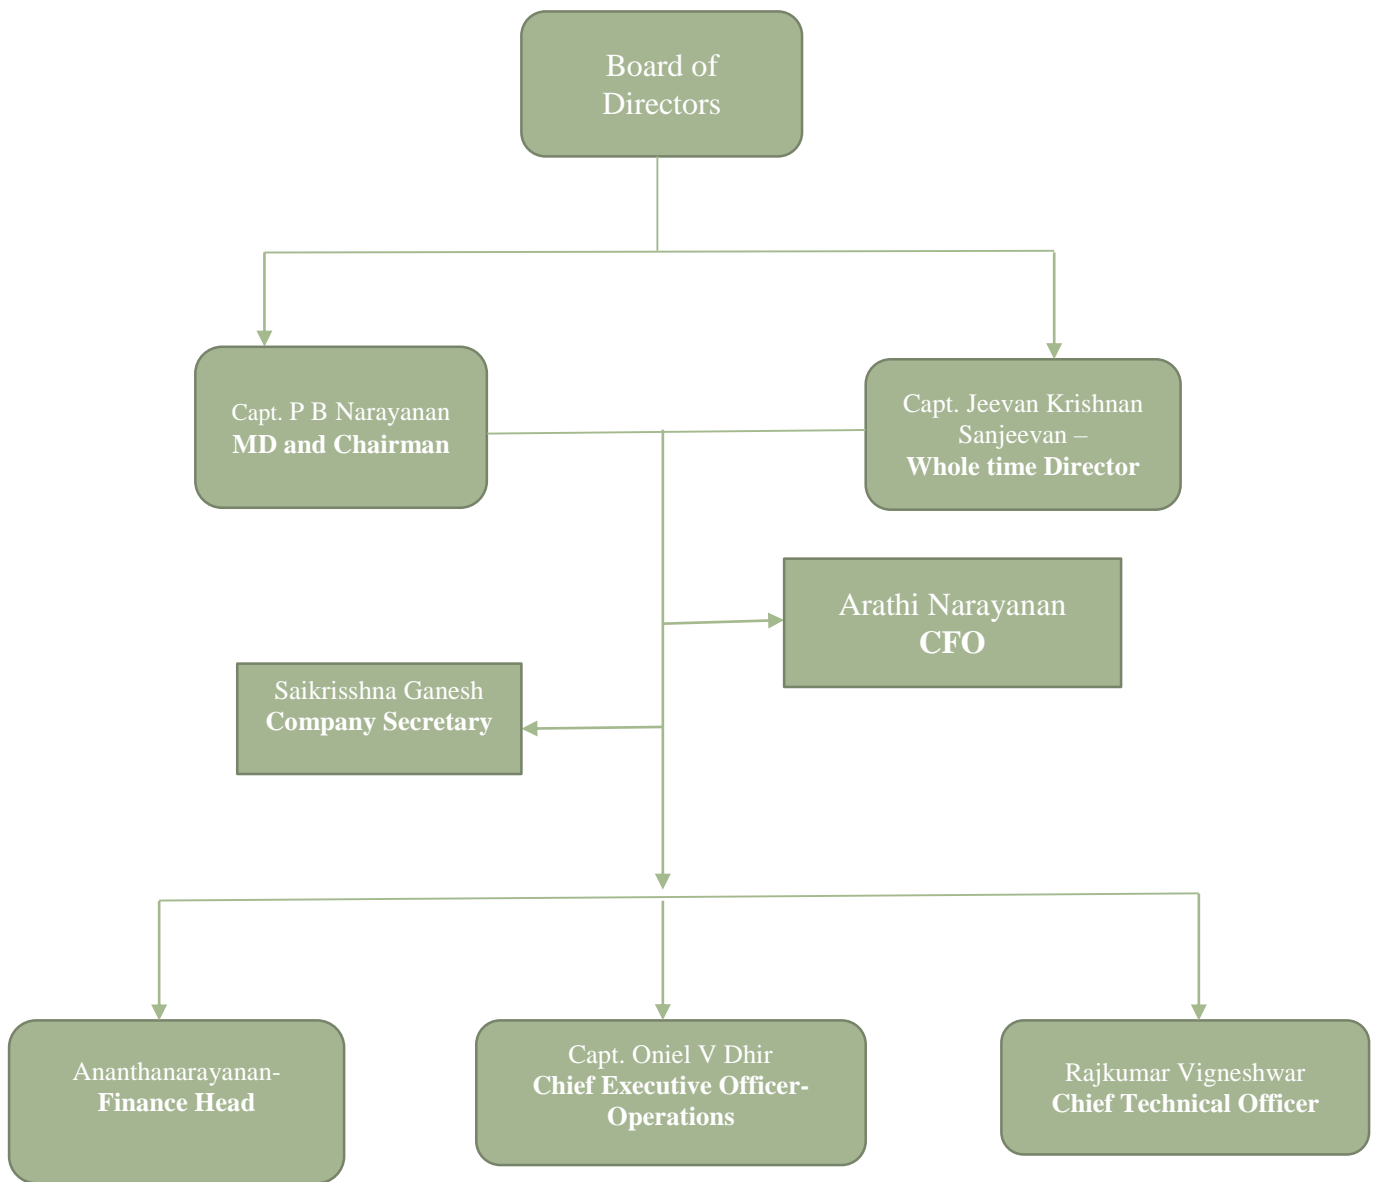 Board of
Directors
Capt. P B Narayanan
MD and Chairman
Capt. Jeevan Krishnan
Sanjeevan –
Whole time Director
Arathi Narayanan
CFO
Saikrisshna Ganesh
Company Secretary
Ananthanarayanan-
Finance Head
Capt. Oniel V Dhir
Chief Executive Officer-
Operations
Rajkumar Vigneshwar
Chief Technical Officer